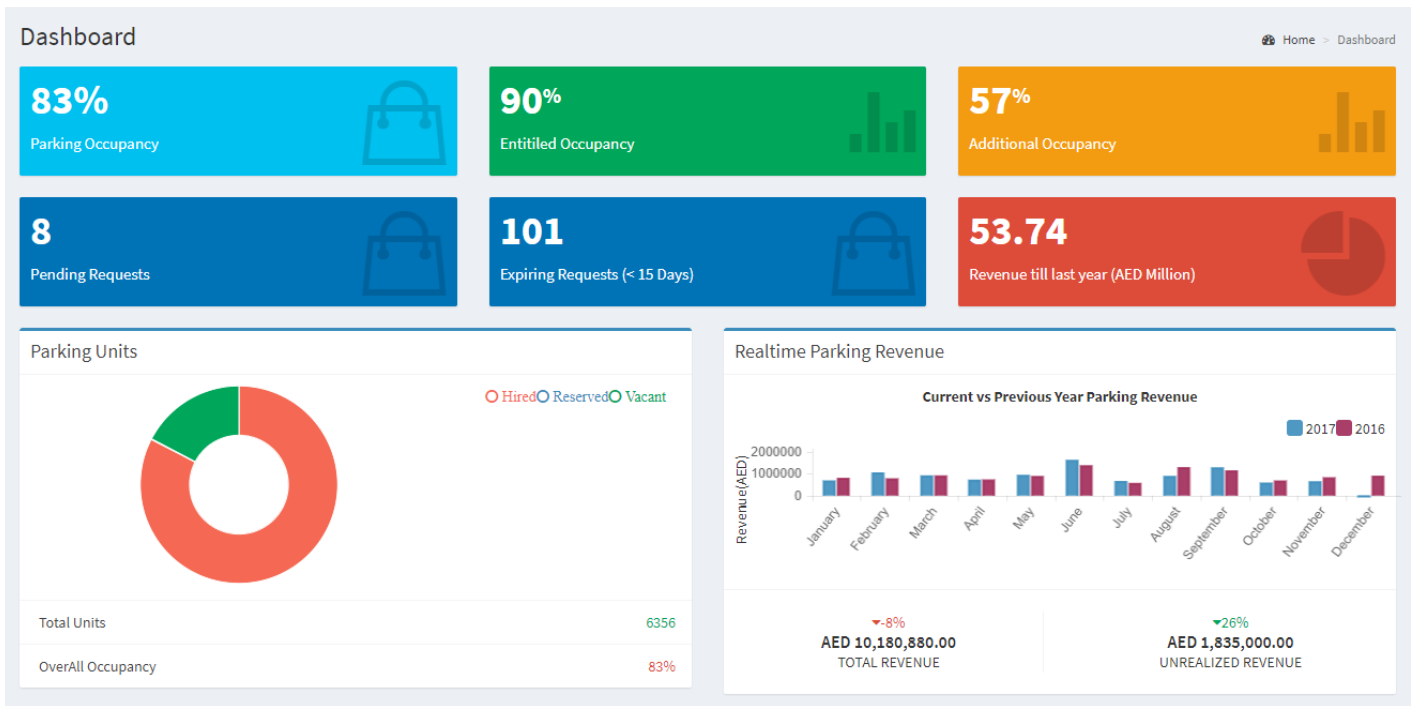 Dashboard
Home > Dashboard
83%
Parking Occupancy
90%
Entitiled Occupancy
57%
Additional Occupancy
8
Pending Requests
101
Expiring Requests (< 15 Days)
53.74
Revenue till last year (AED Million)
Parking Units
Hired Reserved Vacant
Total Units 6356
OverAll Occupancy 83%
Realtime Parking Revenue
Current vs Previous Year Parking Revenue
2017 2016
Revenue(AED)
2000000
1000000
0
January February March April May June July August September October November December
-8%
AED 10,180,880.00
TOTAL REVENUE
26%
AED 1,835,000.00
UNREALIZED REVENUE